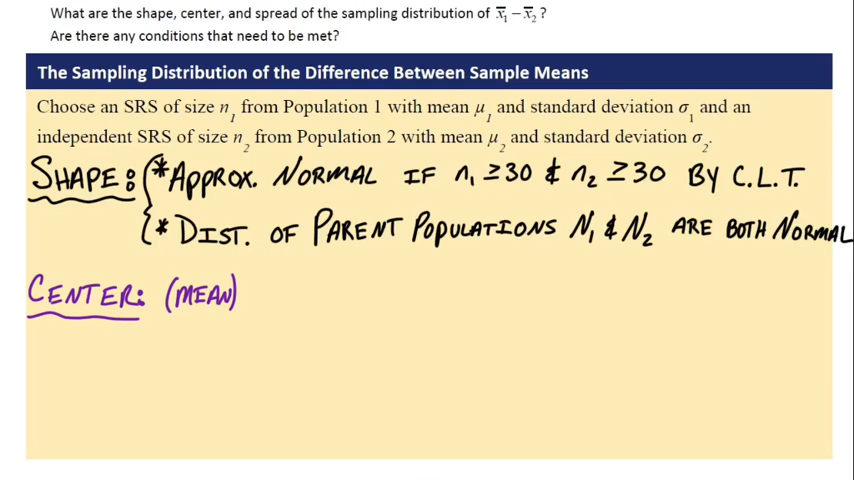 What are the shape, center, and spread of the sampling distribution of x̄₁ − x̄₂ ?
Are there any conditions that need to be met?
The Sampling Distribution of the Difference Between Sample Means
Choose an SRS of size n₁ from Population 1 with mean μ₁ and standard deviation σ₁ and an
independent SRS of size n₂ from Population 2 with mean μ₂ and standard deviation σ₂.
SHAPE: * APPROX. NORMAL IF n₁ ≥ 30 & n₂ ≥ 30 BY C.L.T.
* DIST. OF PARENT POPULATIONS N₁ & N₂ ARE BOTH NORMAL
CENTER: (MEAN)